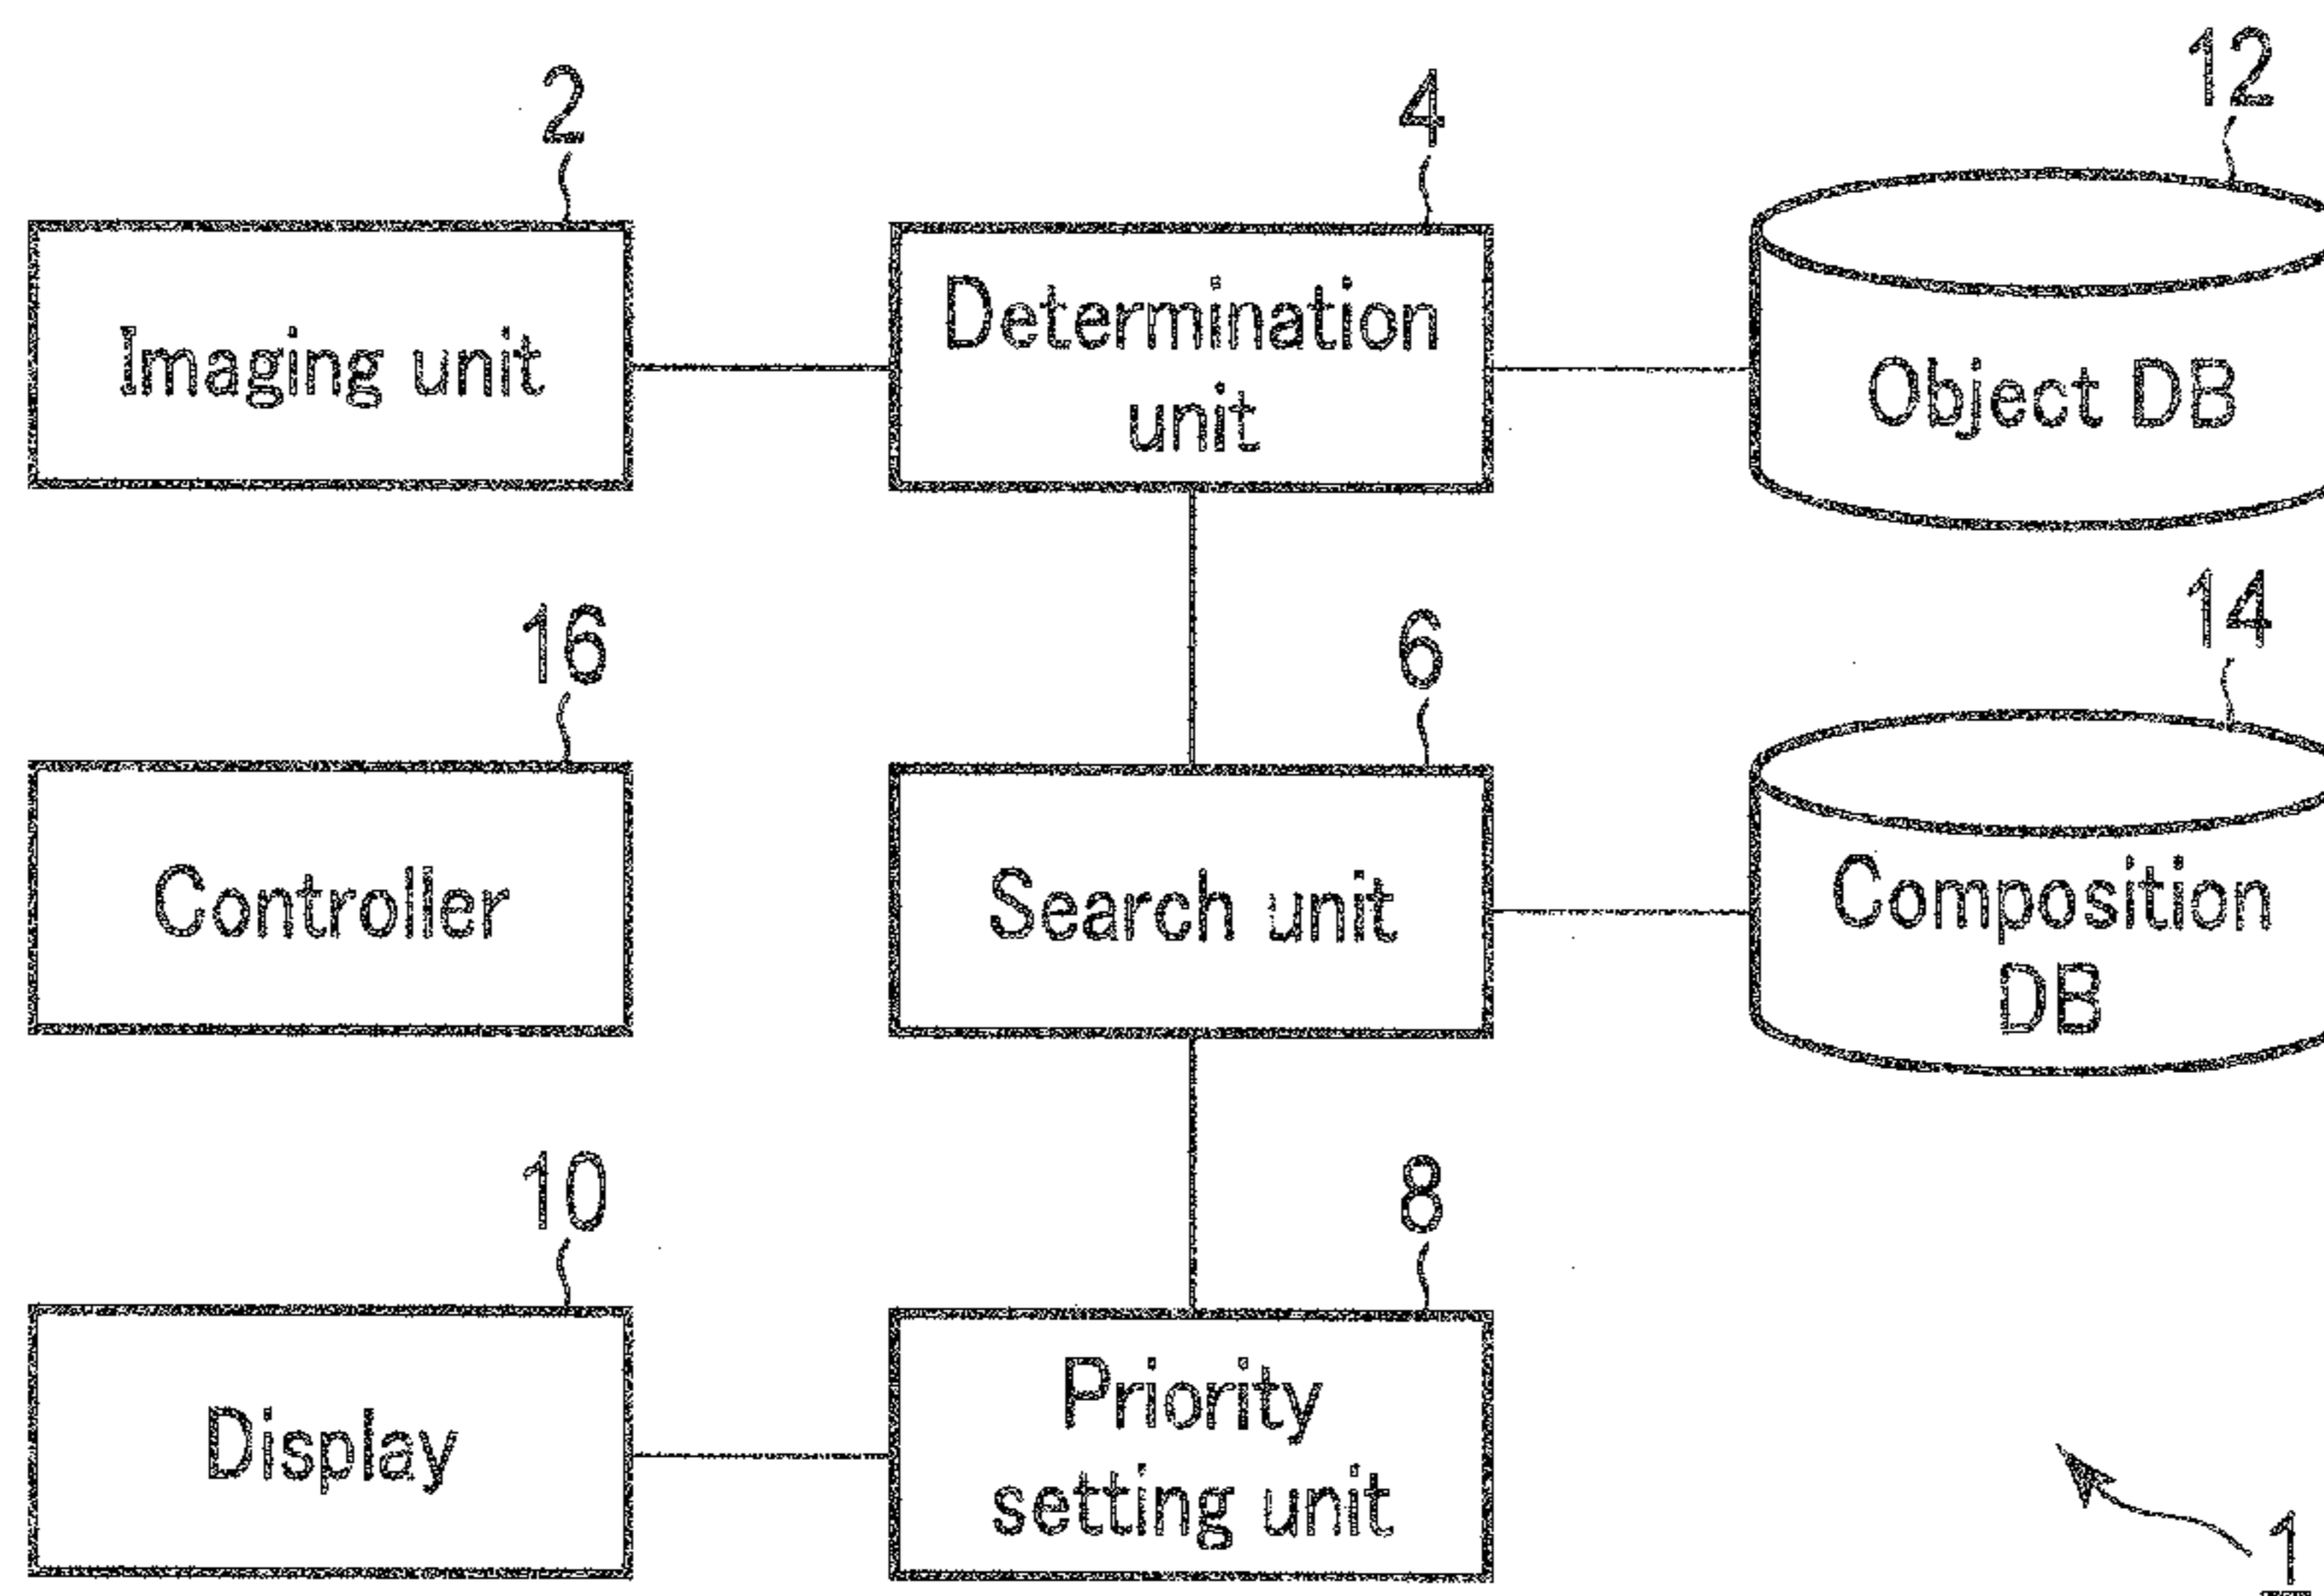 2
4
12
Imaging unit
Determination
unit
Object DB
16
6
14
Controller
Search unit
Composition
DB
10
8
Display
Priority
setting unit
1